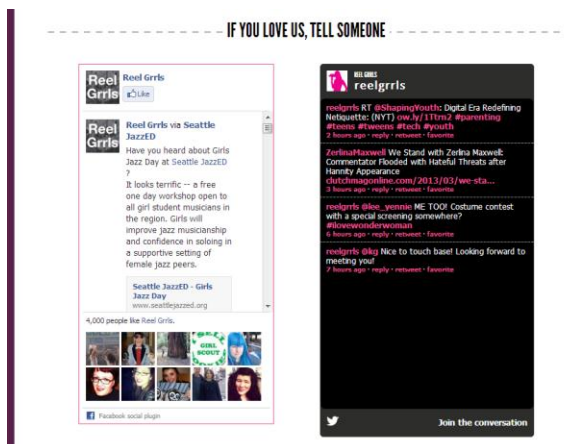 IF YOU LOVE US, TELL SOMEONE
Reel Grrls
Reel Grrls
Like
Reel Grrls
Reel Grrls via Seattle
JazzED
Have you heard about Girls
Jazz Day at Seattle JazzED
?
It looks terrific -- a free
one day workshop open to
all girl student musicians in
the region. Girls will
improve jazz musicianship
and confidence in soloing in
a supportive setting of
female jazz peers.
Seattle JazzED - Girls
Jazz Day
www.seattlejazzed.org
4,000 people like Reel Grrls.
GIRL
SCOUT
Facebook social plugin
REEL GRRLS
reelgrrls
reelgrrls RT @ShapingYouth: Digital Era Redefining
Netiquette: (NYT) ow.ly/1Ttrn2 #parenting
#teens #tweens #tech #youth
2 hours ago · reply · retweet · favorite
ZerlinaMaxwell We Stand with Zerlina Maxwell:
Commentator Flooded with Hateful Threats after
Hannity Appearance
clutchmagonline.com/2013/03/we-sta...
3 hours ago · reply · retweet · favorite
reelgrrls @lee_yennie ME TOO! Costume contest
with a special screening somewhere?
#ilovewonderwoman
6 hours ago · reply · retweet · favorite
reelgrrls @kg Nice to touch base! Looking forward to
meeting you!
7 hours ago · reply · retweet · favorite
Join the conversation